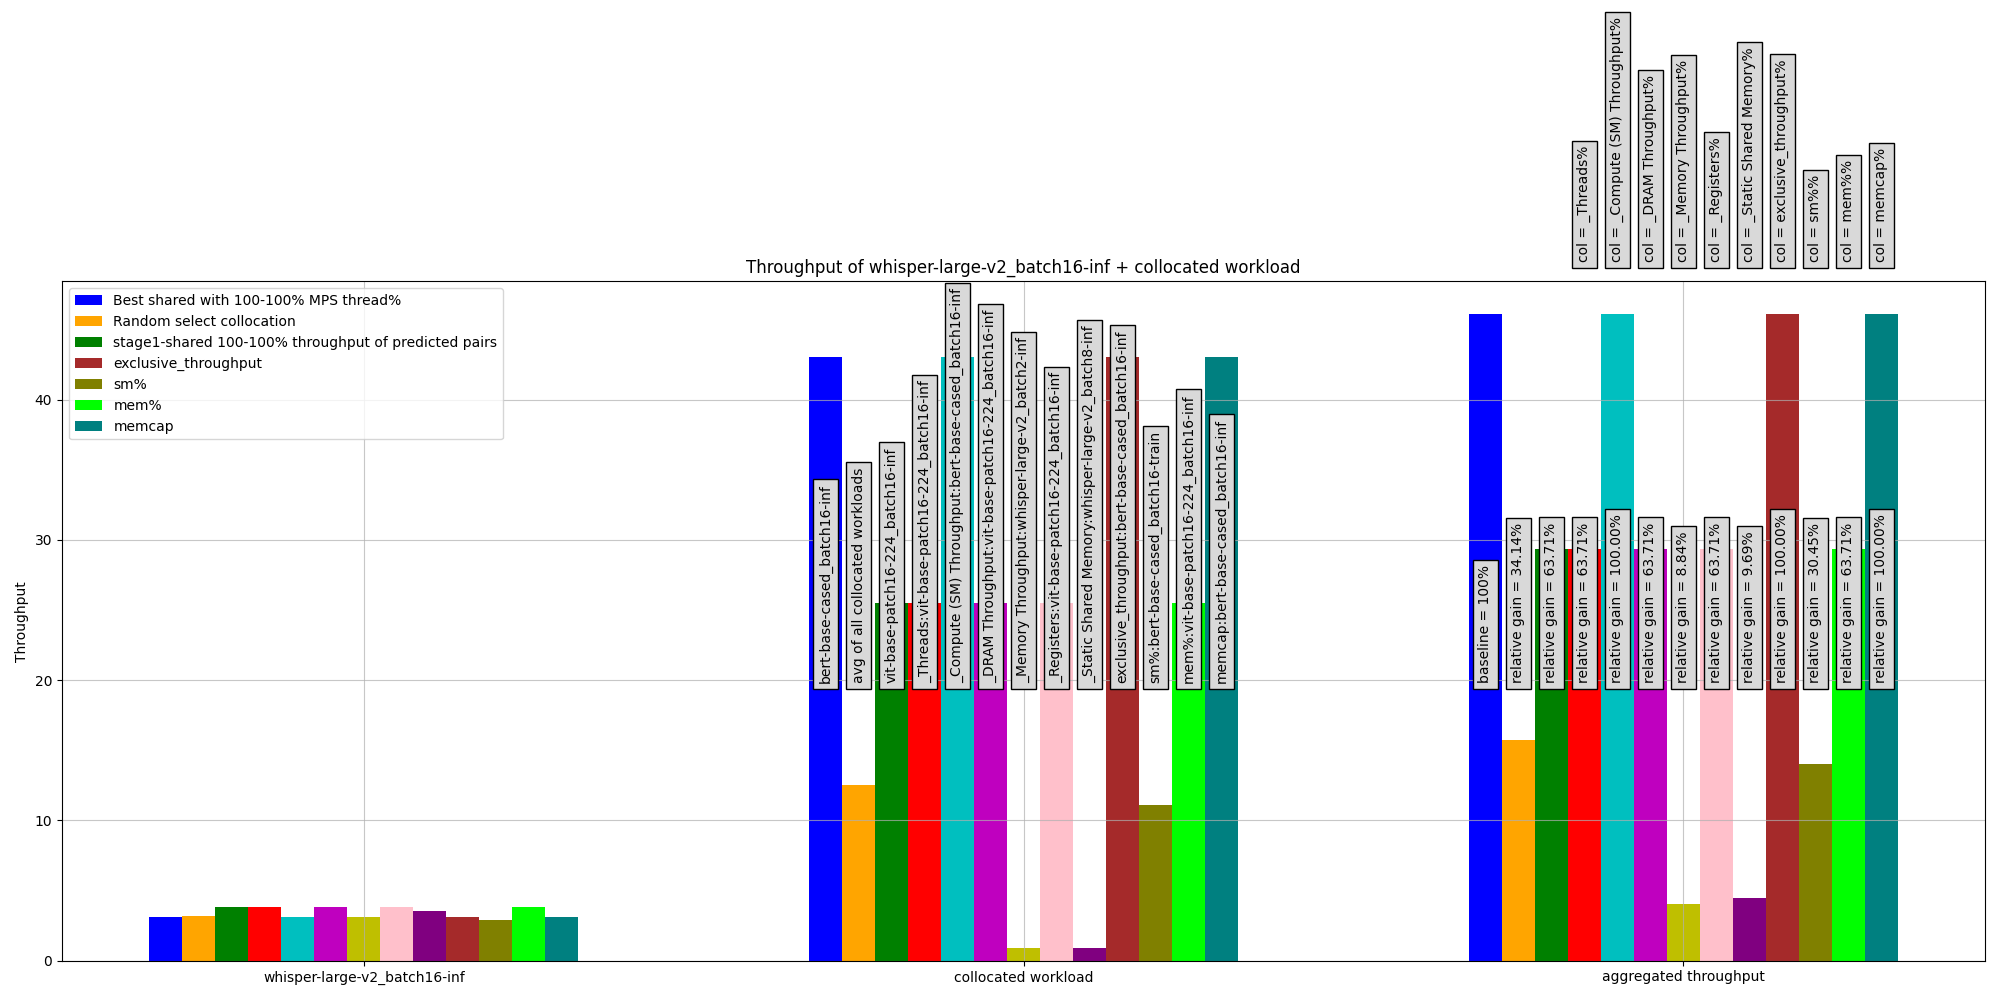 col = _Threads%
col = _Compute (SM) Throughput%
col = _DRAM Throughput%
col = _Memory Throughput%
col = _Registers%
col = _Static Shared Memory%
col = exclusive_throughput%
col = sm%%
col = mem%%
col = memcap%
Throughput of whisper-large-v2_batch16-inf + collocated workload
Best shared with 100-100% MPS thread%
Random select collocation
stage1-shared 100-100% throughput of predicted pairs
exclusive_throughput
sm%
mem%
memcap
Throughput
40
30
20
10
0
bert-base-cased_batch16-inf
avg of all collocated workloads
vit-base-patch16-224_batch16-inf
_Threads:vit-base-patch16-224_batch16-inf
_Compute (SM) Throughput:bert-base-cased_batch16-inf
_DRAM Throughput:vit-base-patch16-224_batch16-inf
_Memory Throughput:whisper-large-v2_batch2-inf
_Registers:vit-base-patch16-224_batch16-inf
_Static Shared Memory:whisper-large-v2_batch8-inf
exclusive_throughput:bert-base-cased_batch16-inf
sm%:bert-base-cased_batch16-train
mem%:vit-base-patch16-224_batch16-inf
memcap:bert-base-cased_batch16-inf
baseline = 100%
relative gain = 34.14%
relative gain = 63.71%
relative gain = 63.71%
relative gain = 100.00%
relative gain = 63.71%
relative gain = 8.84%
relative gain = 63.71%
relative gain = 9.69%
relative gain = 100.00%
relative gain = 30.45%
relative gain = 63.71%
relative gain = 100.00%
whisper-large-v2_batch16-inf
collocated workload
aggregated throughput